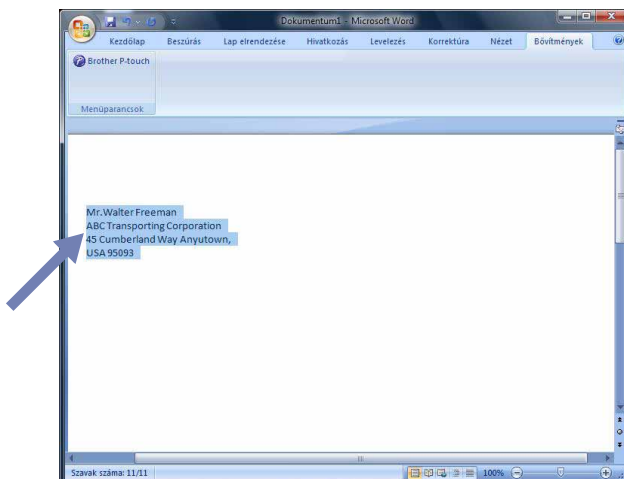 Dokumentum1 - Microsoft Word
Kezdőlap Beszúrás Lap elrendezése Hivatkozás Levelezés Korrektúra Nézet Bővítmények
Brother P-touch
Menüparancsok
Mr.Walter Freeman
ABC Transporting Corporation
45 Cumberland Way Anyutown,
USA 95093
Szavak száma: 11/11 100%